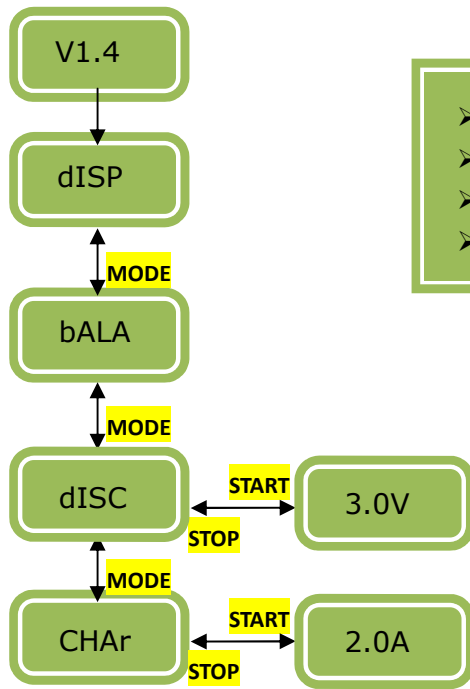 V1.4
dISP
MODE
bALA
MODE
dISC
START
STOP
3.0V
MODE
CHAr
START
STOP
2.0A